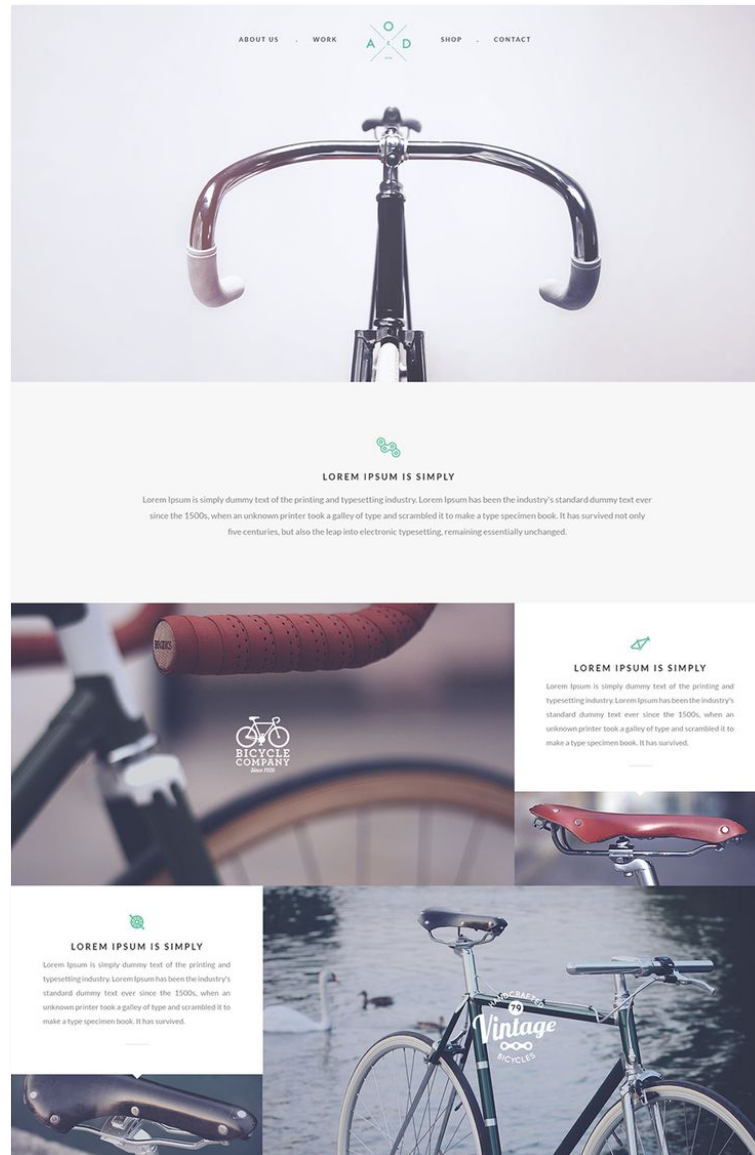 ABOUT US . WORK
O
A E D
SHOP . CONTACT
LOREM IPSUM IS SIMPLY
Lorem Ipsum is simply dummy text of the printing and typesetting industry. Lorem Ipsum has been the industry's standard dummy text ever
since the 1500s, when an unknown printer took a galley of type and scrambled it to make a type specimen book. It has survived not only
five centuries, but also the leap into electronic typesetting, remaining essentially unchanged.
BROOKS
BICYCLE
COMPANY
Since 1926
LOREM IPSUM IS SIMPLY
Lorem Ipsum is simply dummy text of the printing and
typesetting industry. Lorem Ipsum has been the industry's
standard dummy text ever since the 1500s, when an
unknown printer took a galley of type and scrambled it to
make a type specimen book. It has survived.
LOREM IPSUM IS SIMPLY
Lorem Ipsum is simply dummy text of the printing and
typesetting industry. Lorem Ipsum has been the industry's
standard dummy text ever since the 1500s, when an
unknown printer took a galley of type and scrambled it to
make a type specimen book. It has survived.
HANDCRAFTED
79
Vintage
BICYCLES